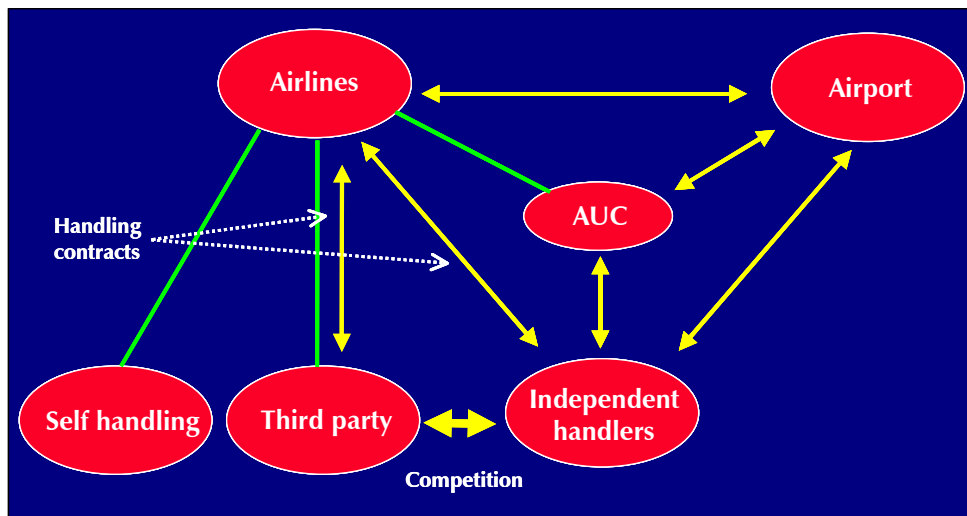 Airlines
Airport
AUC
Handling
contracts
Self handling
Third party
Independent
handlers
Competition